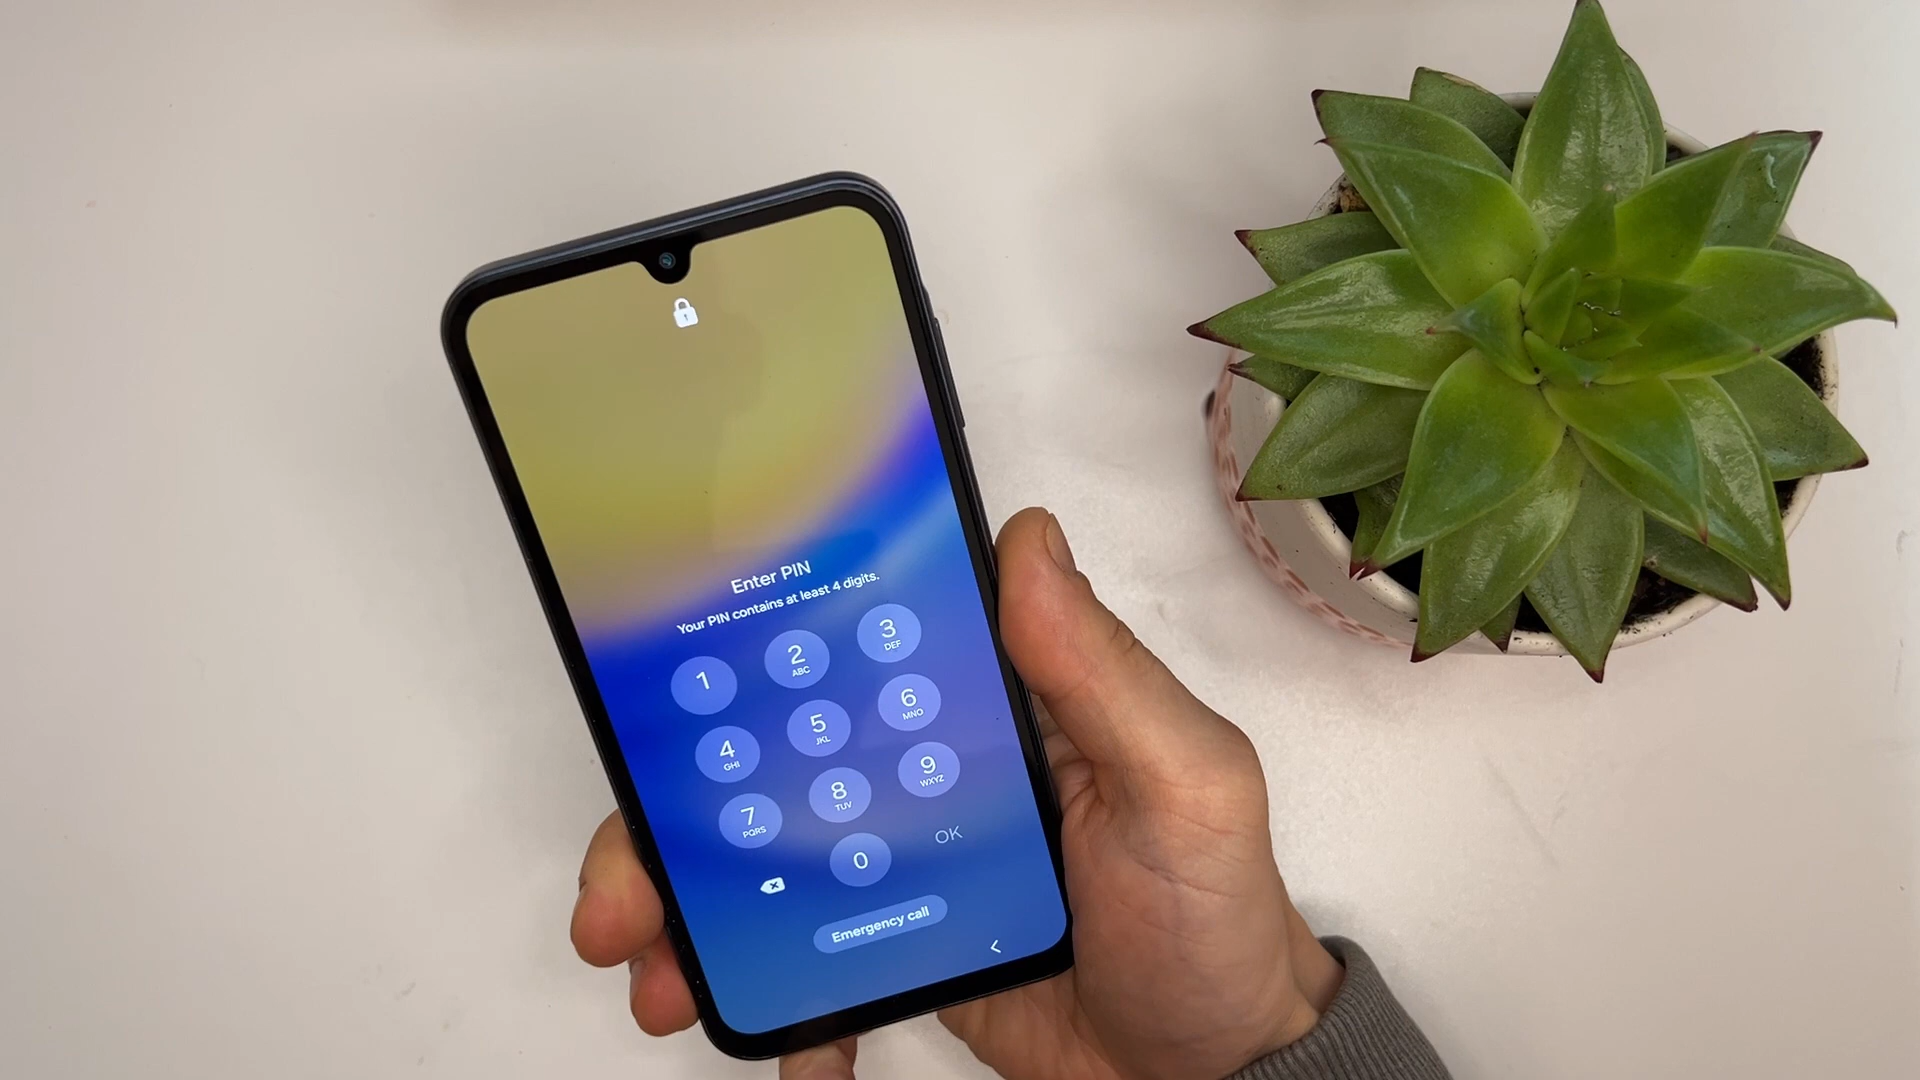 Enter PIN
Your PIN contains at least 4 digits.
1
2 ABC
3 DEF
4 GHI
5 JKL
6 MNO
7 PQRS
8 TUV
9 WXYZ
0
OK
Emergency call